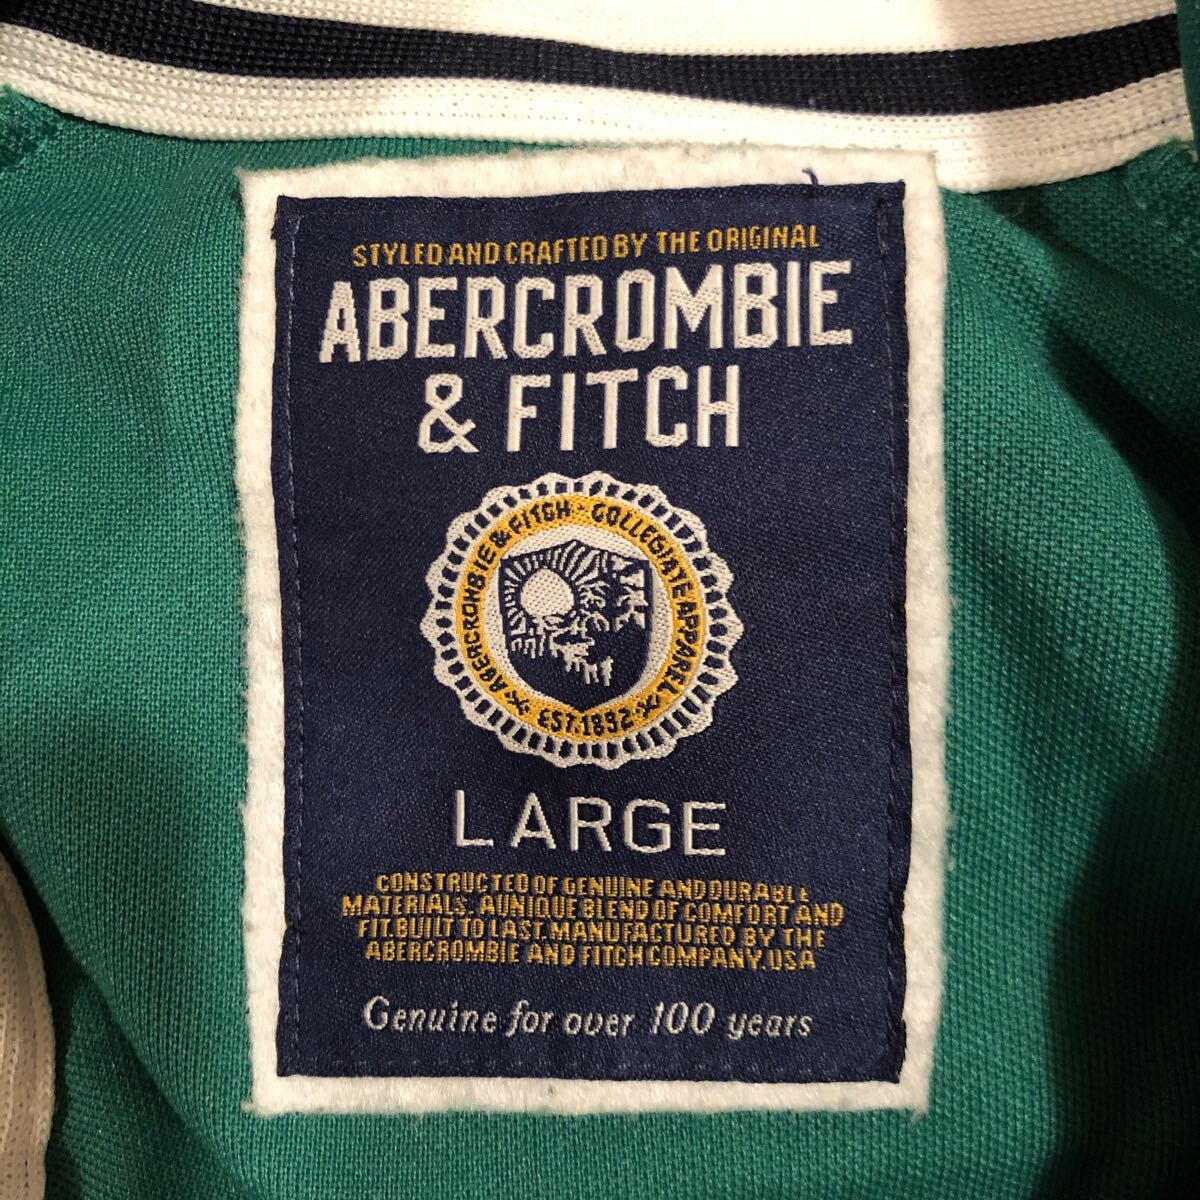 STYLED AND CRAFTED BY THE ORIGINAL
ABERCROMBIE
& FITCH
ABERCROMBIE & FITCH · COLLEGIATE APPAREL
EST. 1892
LARGE
CONSTRUCTED OF GENUINE AND DURABLE
MATERIALS. A UNIQUE BLEND OF COMFORT AND
FIT. BUILT TO LAST. MANUFACTURED BY THE
ABERCROMBIE AND FITCH COMPANY. USA
Genuine for over 100 years